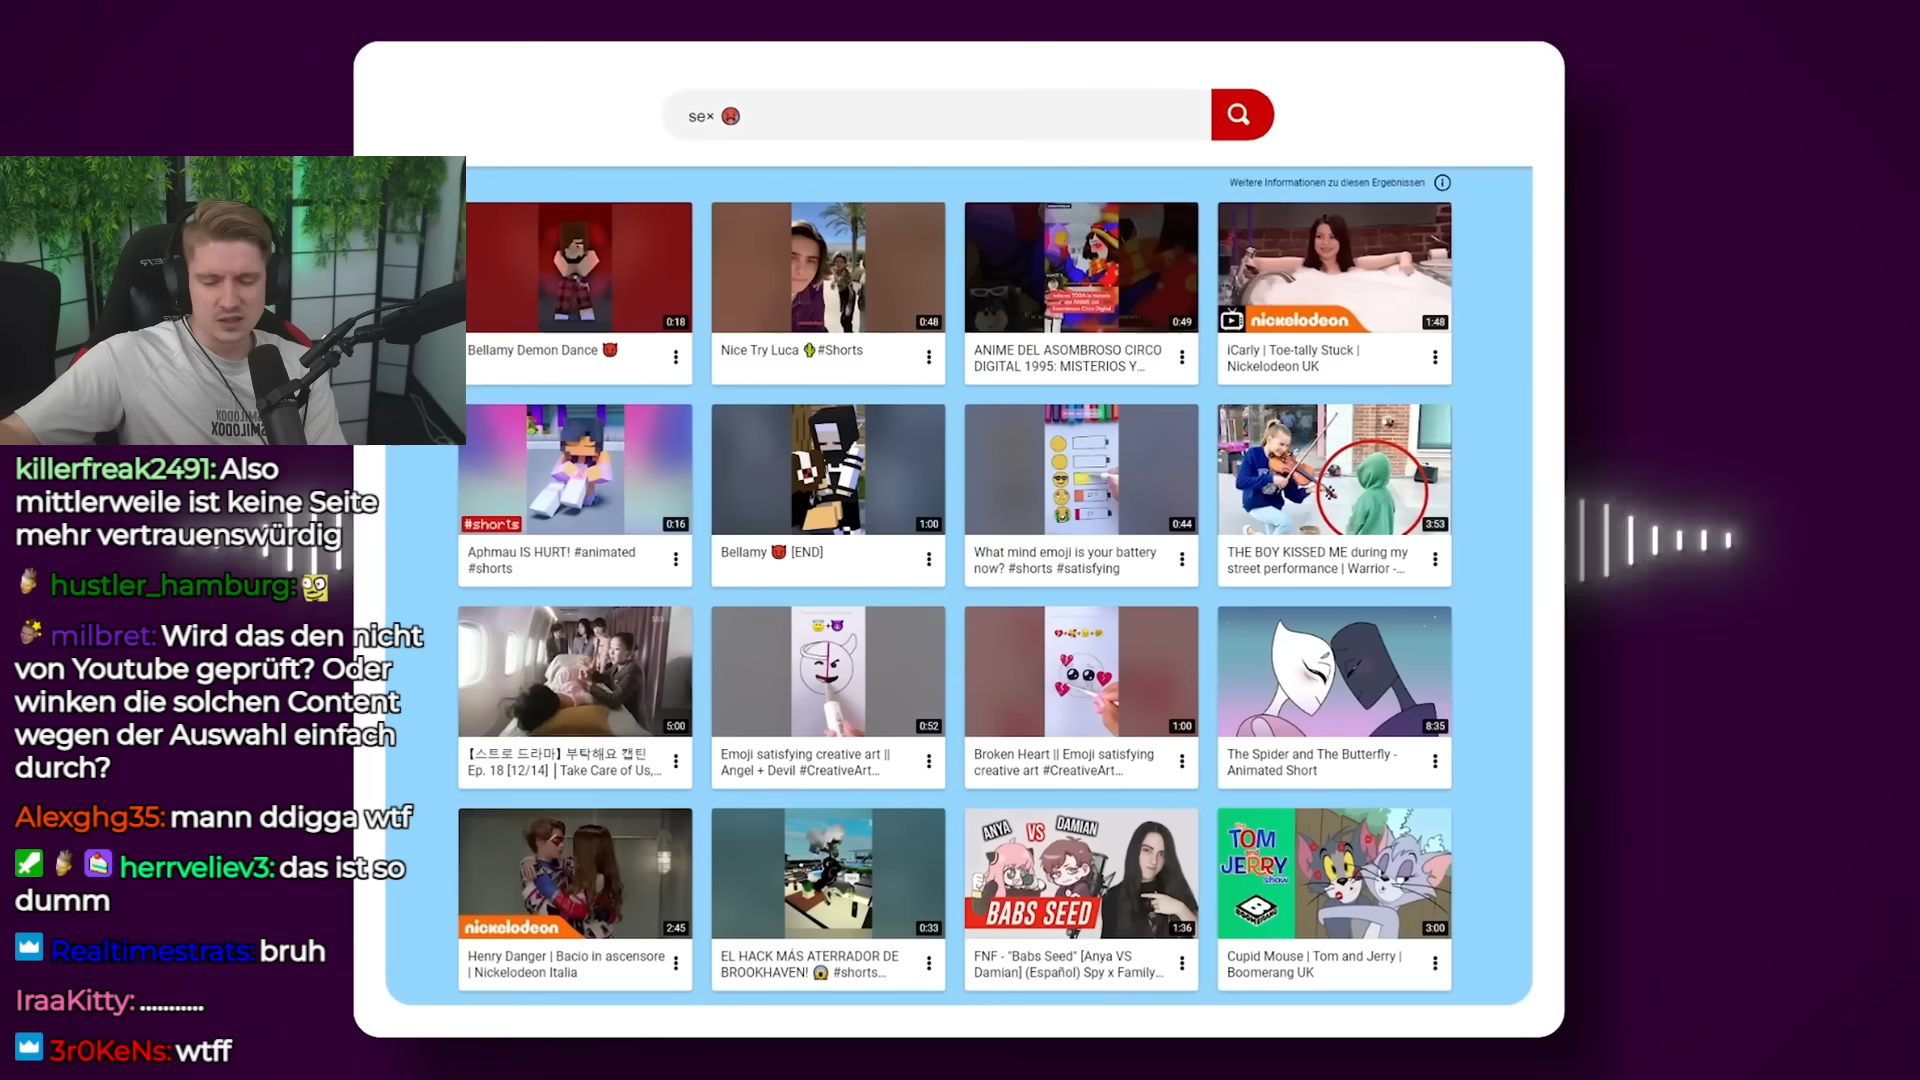 se× 😡
Weitere Informationen zu diesen Ergebnissen
0:18
Bellamy Demon Dance 😈
0:48
Nice Try Luca 🌵#Shorts
0:49
ANIME DEL ASOMBROSO CIRCO
DIGITAL 1995: MISTERIOS Y...
nickelodeon
1:48
iCarly | Toe-tally Stuck |
Nickelodeon UK
#shorts
0:16
Aphmau IS HURT! #animated
#shorts
1:00
Bellamy 😈 [END]
0:44
What mind emoji is your battery
now? #shorts #satisfying
3:53
THE BOY KISSED ME during my
street performance | Warrior -...
5:00
【스트로 드라마】 부탁해요 캡틴
Ep. 18 [12/14] | Take Care of Us,...
0:52
Emoji satisfying creative art ||
Angel + Devil #CreativeArt...
1:00
Broken Heart || Emoji satisfying
creative art #CreativeArt...
8:35
The Spider and The Butterfly -
Animated Short
nickelodeon
2:45
Henry Danger | Bacio in ascensore
| Nickelodeon Italia
0:33
EL HACK MÁS ATERRADOR DE
BROOKHAVEN! 😱 #shorts...
ANYA VS DAMIAN
BABS SEED
1:36
FNF - "Babs Seed" [Anya VS
Damian] (Español) Spy x Family...
THE TOM and JERRY show
BOOMERANG
3:00
Cupid Mouse | Tom and Jerry |
Boomerang UK
killerfreak2491: Also
mittlerweile ist keine Seite
mehr vertrauenswürdig
hustler_hamburg:
milbret: Wird das den nicht
von Youtube geprüft? Oder
winken die solchen Content
wegen der Auswahl einfach
durch?
Alexghg35: mann ddigga wtf
herrveliev3: das ist so
dumm
Realtimestrats: bruh
IraaKitty: ...........
3r0KeNs: wtff